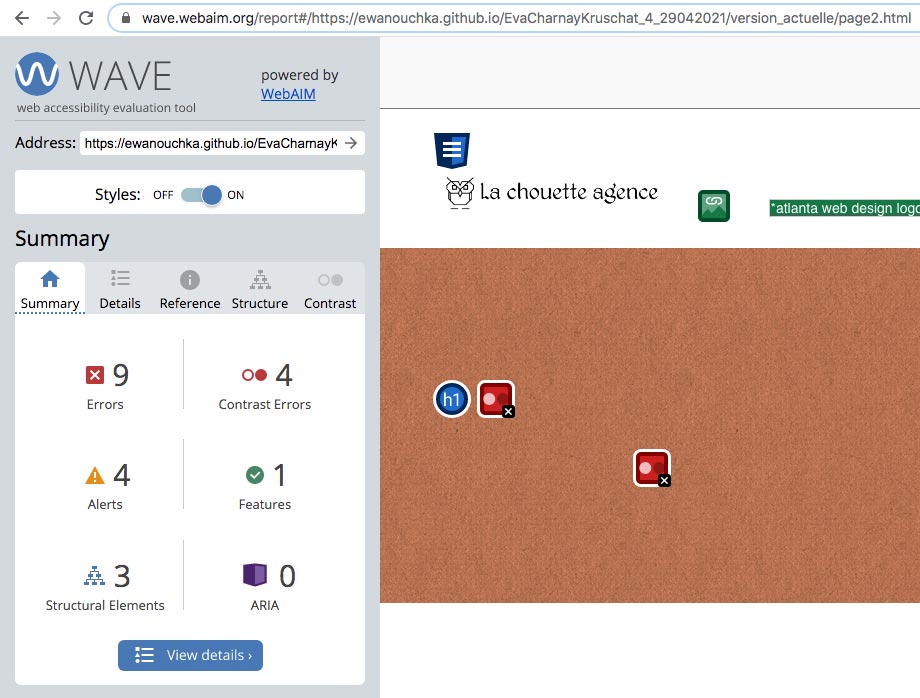 wave.webaim.org/report#/https://ewanouchka.github.io/EvaCharnayKruschat_4_29042021/version_actuelle/page2.html
WAVE
web accessibility evaluation tool
powered by
WebAIM
Address: https://ewanouchka.github.io/EvaCharnayK
Styles: OFF ON
Summary
Summary Details Reference Structure Contrast
9
Errors
4
Contrast Errors
4
Alerts
1
Features
3
Structural Elements
0
ARIA
View details ›
La chouette agence
*atlanta web design logo
h1